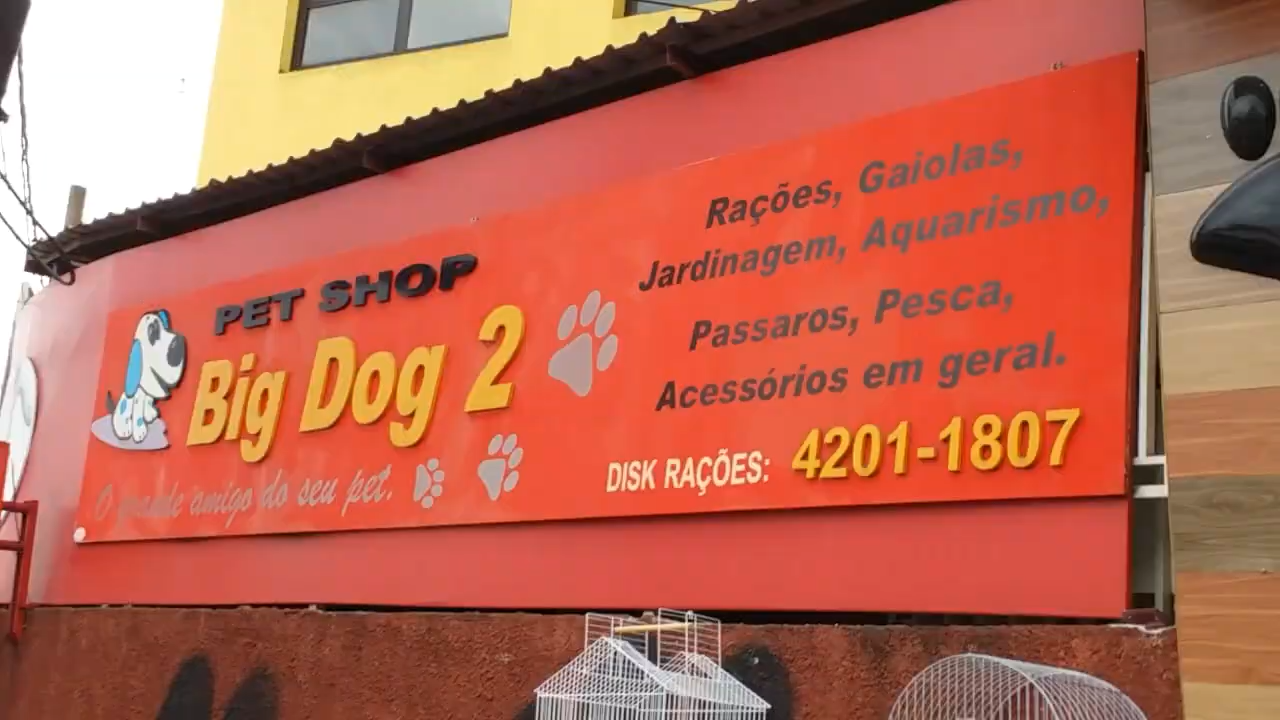 PET SHOP
Big Dog 2
O grande amigo do seu pet.
Rações, Gaiolas,
Jardinagem, Aquarismo,
Passaros, Pesca,
Acessórios em geral.
DISK RAÇÕES: 4201-1807